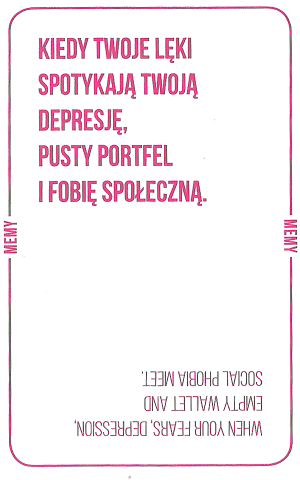 KIEDY TWOJE LĘKI
SPOTYKAJĄ TWOJĄ
DEPRESJĘ,
PUSTY PORTFEL
I FOBIĘ SPOŁECZNĄ.
MEMY
MEMY
WHEN YOUR FEARS, DEPRESSION,
EMPTY WALLET AND
SOCIAL PHOBIA MEET.